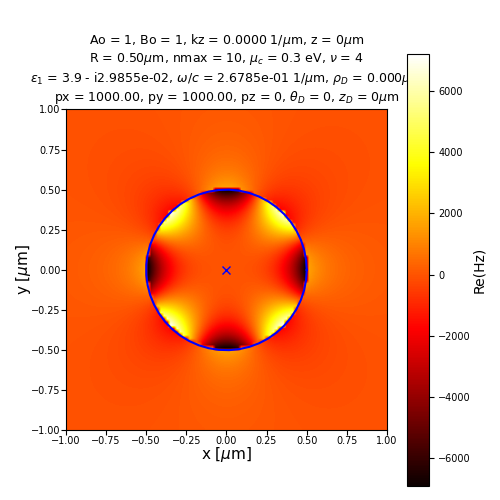 Ao = 1, Bo = 1, kz = 0.0000 1/μm, z = 0μm
R = 0.50μm, nmax = 10, μc = 0.3 eV, ν = 4
ε1 = 3.9 - i2.9855e-02, ω/c = 2.6785e-01 1/μm, ρD = 0.000μ
px = 1000.00, py = 1000.00, pz = 0, θD = 0, zD = 0μm
1.00
0.75
0.50
0.25
0.00
−0.25
−0.50
−0.75
−1.00
y [μm]
−1.00 −0.75 −0.50 −0.25 0.00 0.25 0.50 0.75 1.00
x [μm]
6000
4000
2000
0
−2000
−4000
−6000
Re(Hz)